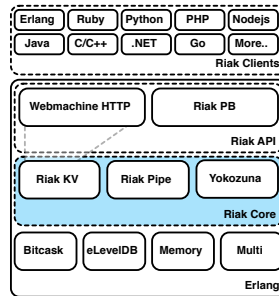 Erlang Ruby Python PHP Nodejs
Java C/C++ .NET Go More..
Riak Clients
Webmachine HTTP Riak PB
Riak API
Riak KV Riak Pipe Yokozuna
Riak Core
Bitcask eLevelDB Memory Multi
Erlang